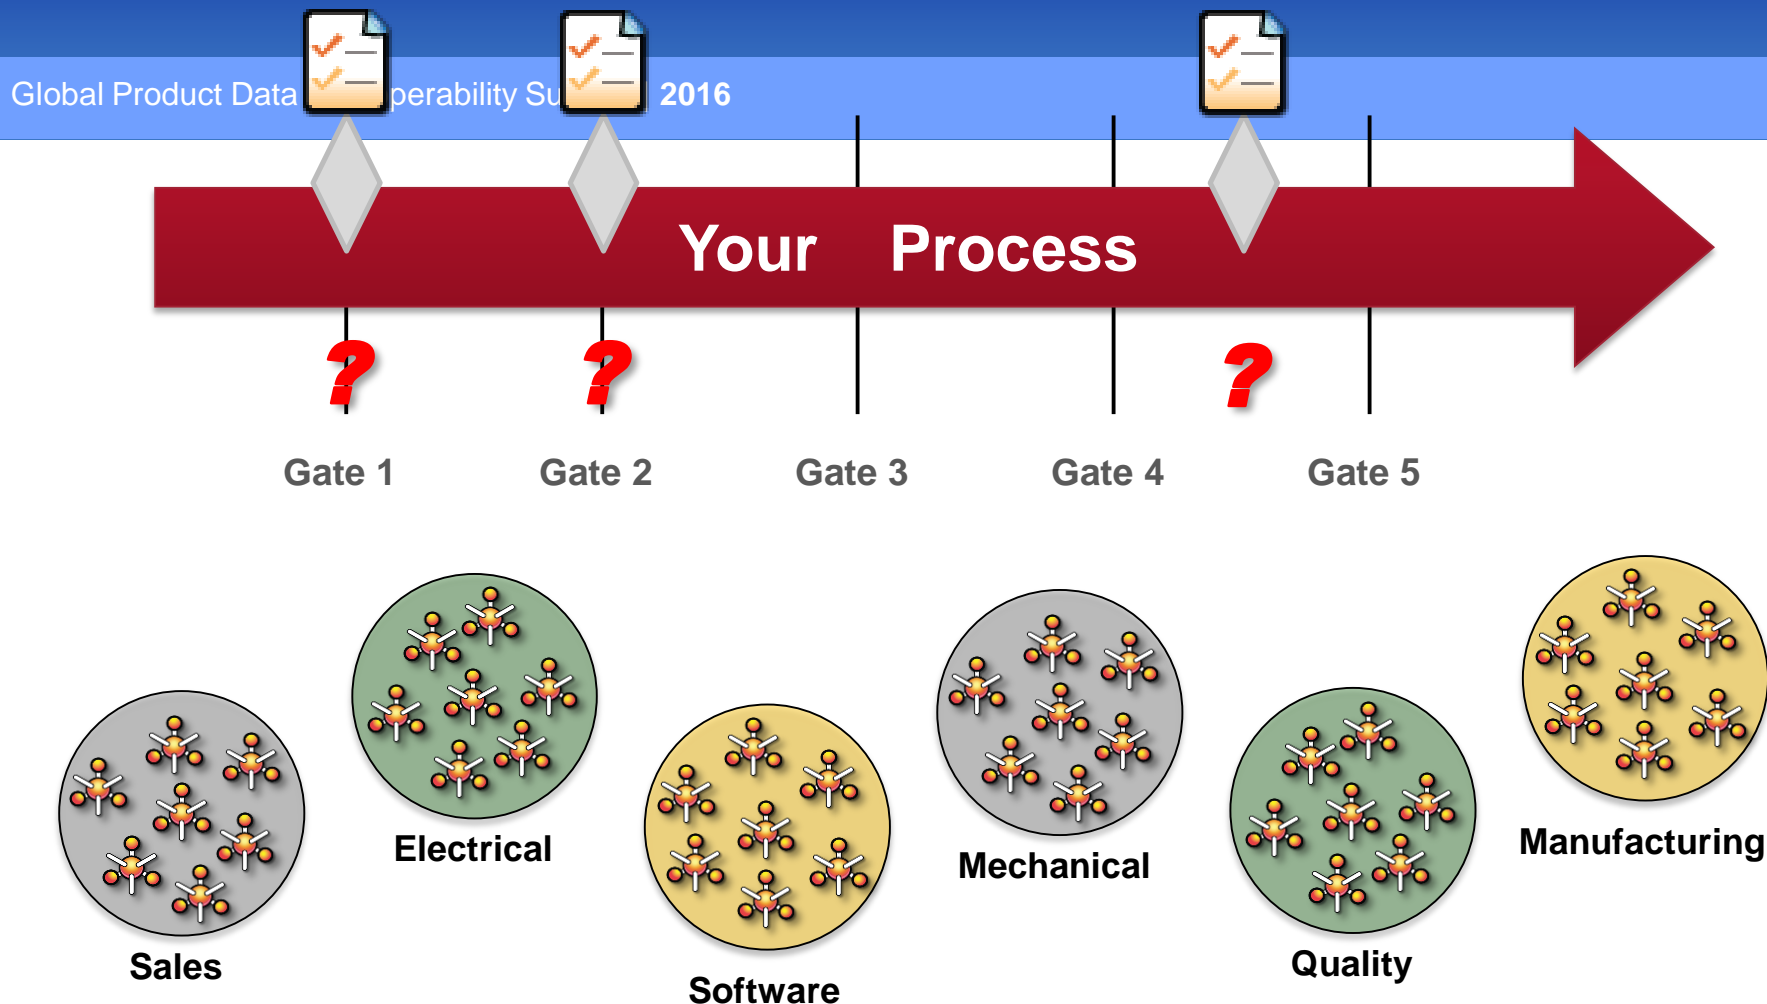 Global Product Data perability Su 2016
Your Process
? ? ?
Gate 1 Gate 2 Gate 3 Gate 4 Gate 5
Electrical
Manufacturing
Mechanical
Sales
Quality
Software